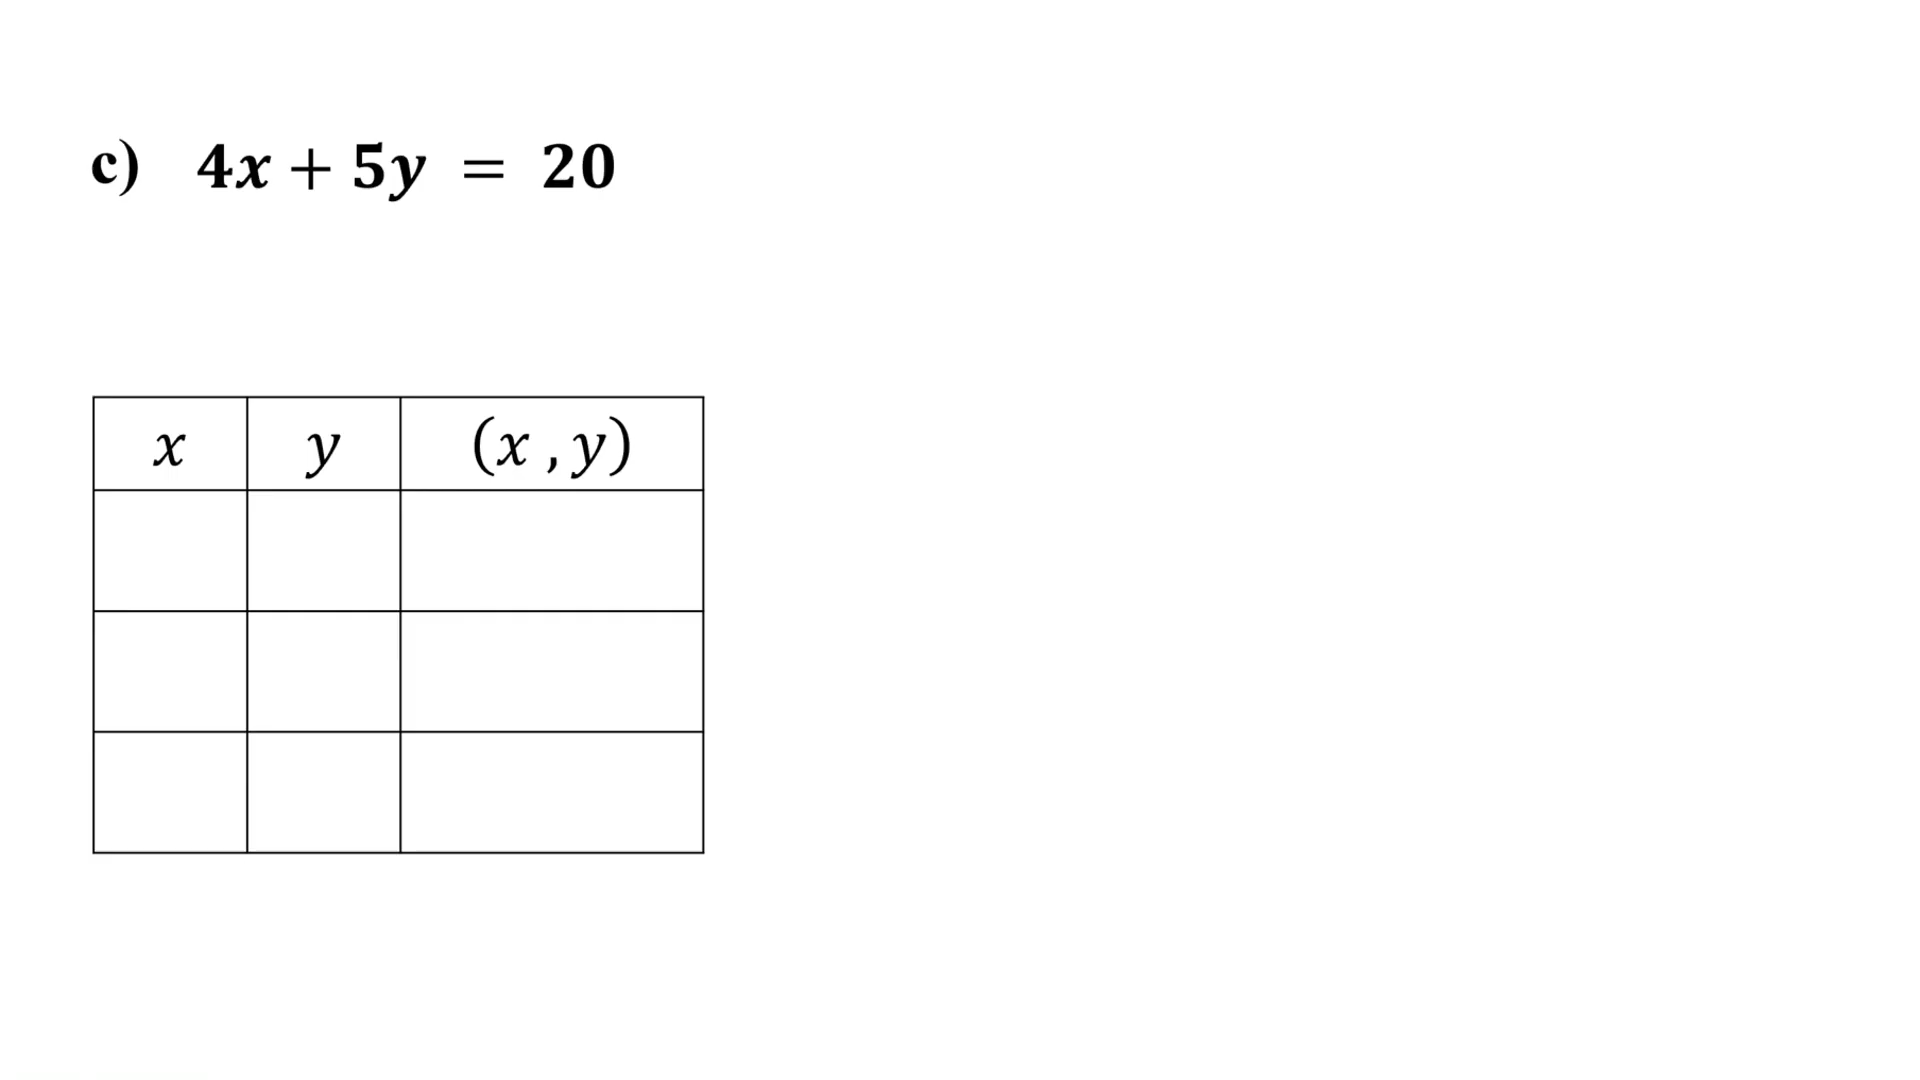 c) 4x + 5y = 20
x y (x , y)